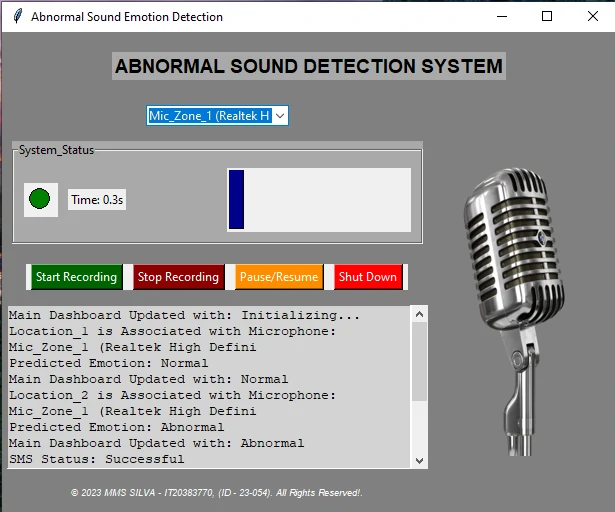 Abnormal Sound Emotion Detection
ABNORMAL SOUND DETECTION SYSTEM
Mic_Zone_1 (Realtek H
System_Status
Time: 0.3s
Start Recording
Stop Recording
Pause/Resume
Shut Down
Main Dashboard Updated with: Initializing...
Location_1 is Associated with Microphone:
Mic_Zone_1 (Realtek High Defini
Predicted Emotion: Normal
Main Dashboard Updated with: Normal
Location_2 is Associated with Microphone:
Mic_Zone_1 (Realtek High Defini
Predicted Emotion: Abnormal
Main Dashboard Updated with: Abnormal
SMS Status: Successful
© 2023 MMS SILVA - IT20383770, (ID - 23-054). All Rights Reserved!.